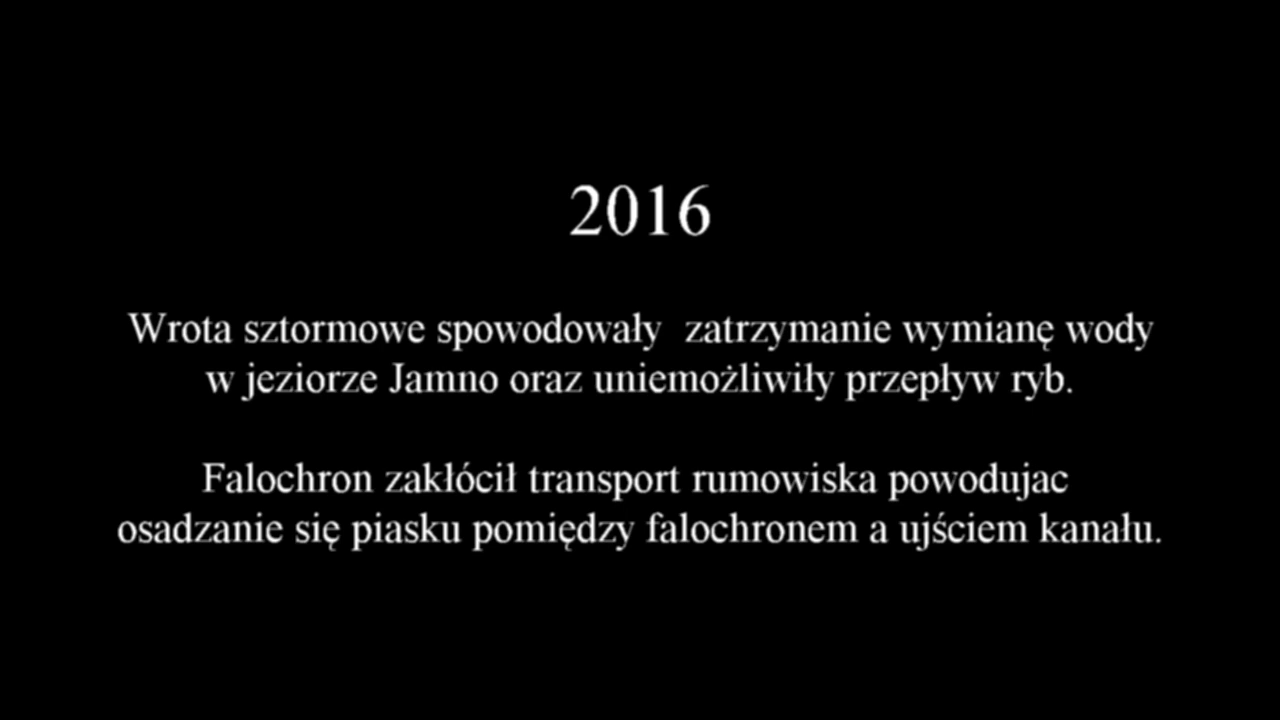 2016
Wrota sztormowe spowodowały  zatrzymanie wymianę wody
w jeziorze Jamno oraz uniemożliwiły przepływ ryb.
Falochron zakłócił transport rumowiska powodujac
osadzanie się piasku pomiędzy falochronem a ujściem kanału.